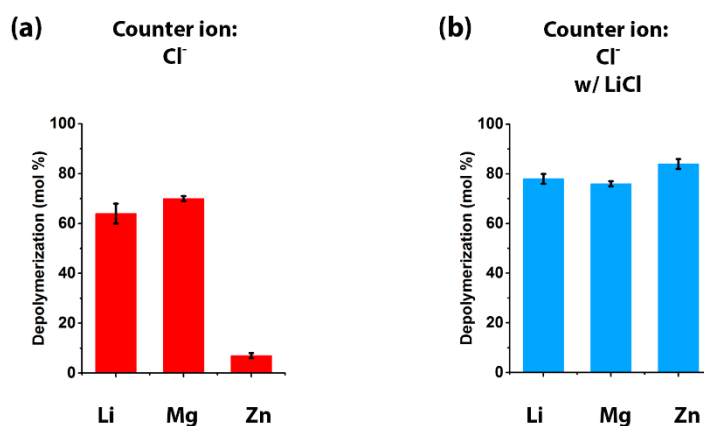 (a)
Counter ion:
Cl⁻
Depolymerization (mol %)
100
80
60
40
20
0
Li Mg Zn
(b)
Counter ion:
Cl⁻
w/ LiCl
Depolymerization (mol %)
100
80
60
40
20
0
Li Mg Zn